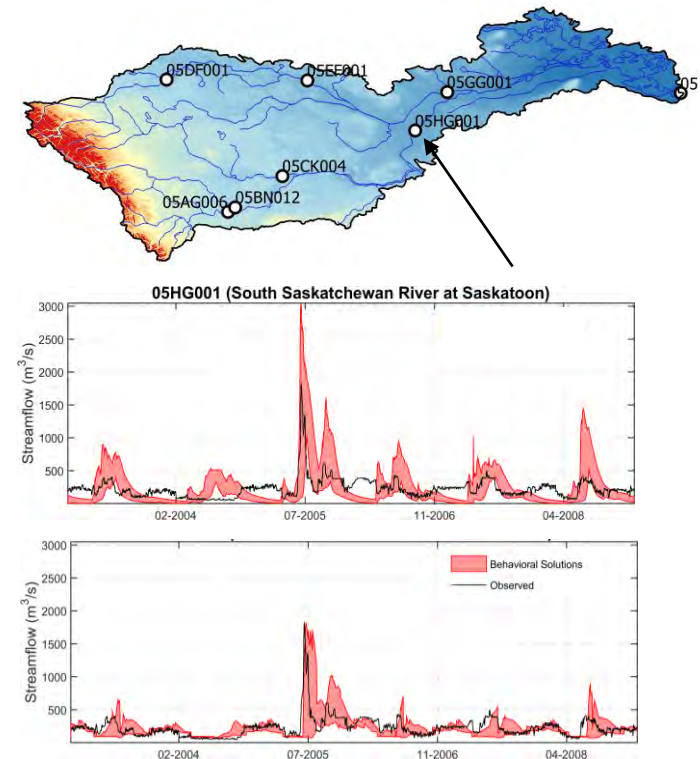 05DF001
05EF001
05GG001
05
05HG001
05CK004
05AG006
05BN012
05HG001 (South Saskatchewan River at Saskatoon)
3000
2500
2000
1500
1000
500
Streamflow (m³/s)
02-2004
07-2005
11-2006
04-2008
3000
2500
2000
1500
1000
500
Streamflow (m³/s)
Behavioral Solutions
Observed
02-2004
07-2005
11-2006
04-2008